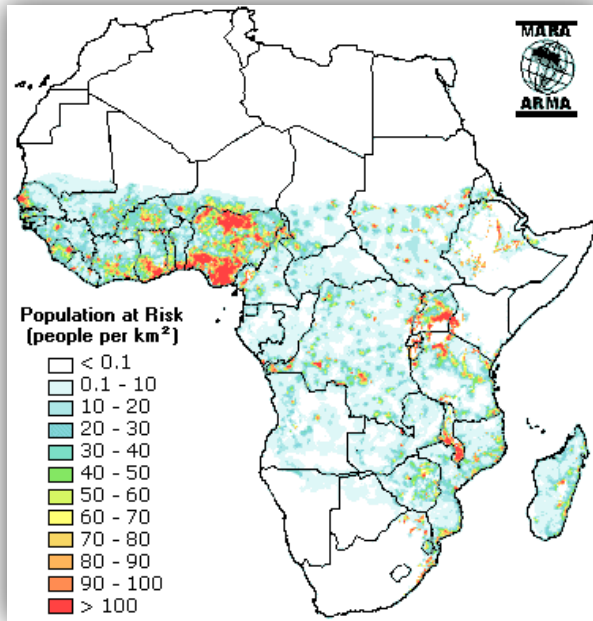 MARA
ARMA
Population at Risk
(people per km²)
< 0.1
0.1 - 10
10 - 20
20 - 30
30 - 40
40 - 50
50 - 60
60 - 70
70 - 80
80 - 90
90 - 100
> 100